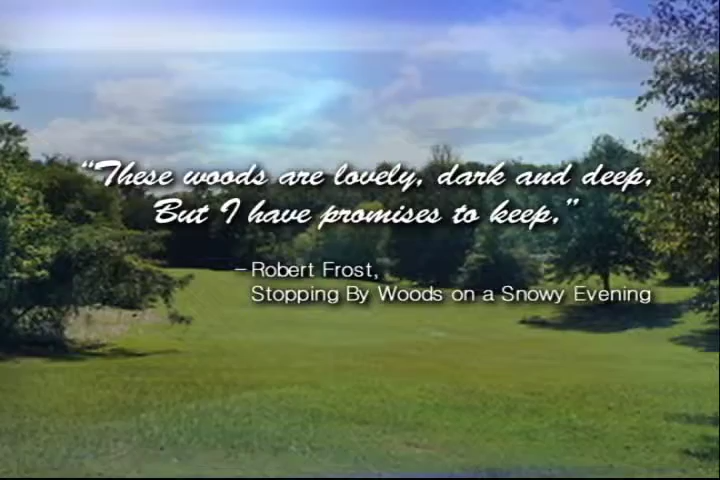 “These woods are lovely, dark and deep,
But I have promises to keep,”
– Robert Frost,
Stopping By Woods on a Snowy Evening